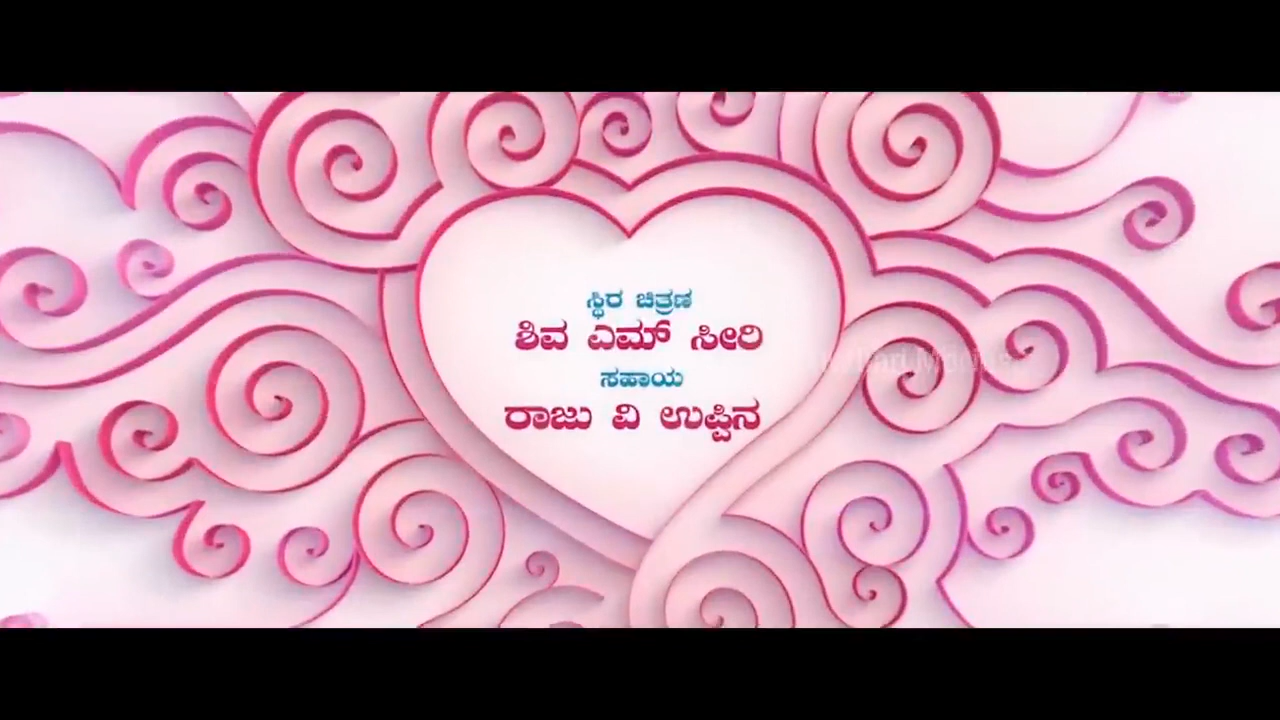 ಸ್ಥಿರ ಚಿತ್ರಣ
ಶಿವ ಎಮ್ ಸೀರಿ
ಸಹಾಯ
ರಾಜು ವಿ ಉಪ್ಪಿನ